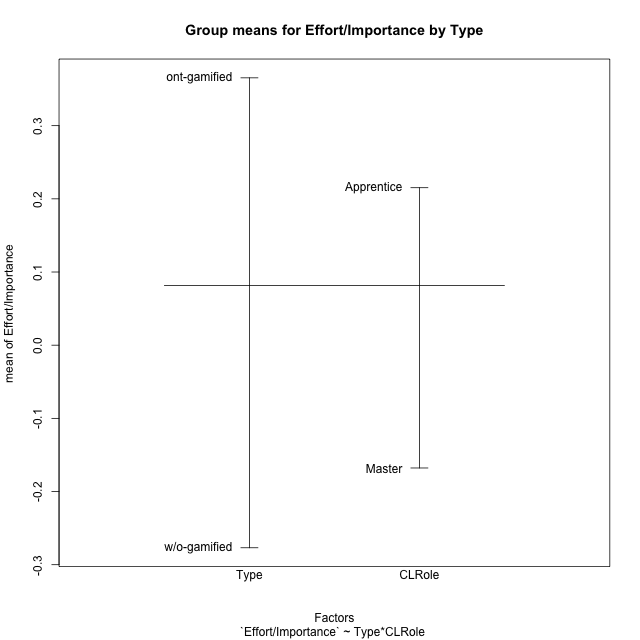 Group means for Effort/Importance by Type
mean of Effort/Importance
0.3
0.2
0.1
0.0
-0.1
-0.2
-0.3
ont-gamified
w/o-gamified
Apprentice
Master
Type
CLRole
Factors
`Effort/Importance` ~ Type*CLRole